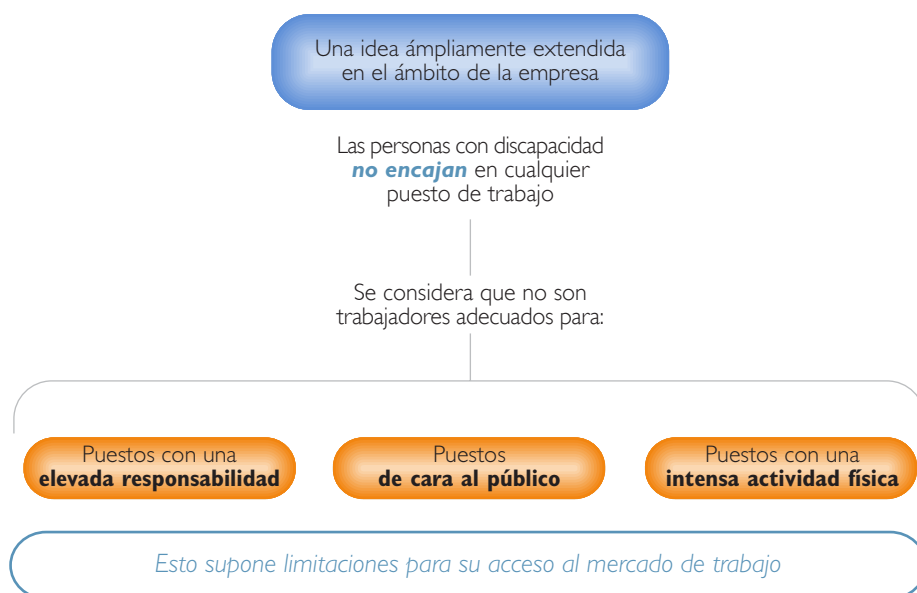 Una idea ámpliamente extendida
en el ámbito de la empresa
Las personas con discapacidad
no encajan en cualquier
puesto de trabajo
Se considera que no son
trabajadores adecuados para:
Puestos con una
elevada responsabilidad
Puestos
de cara al público
Puestos con una
intensa actividad física
Esto supone limitaciones para su acceso al mercado de trabajo